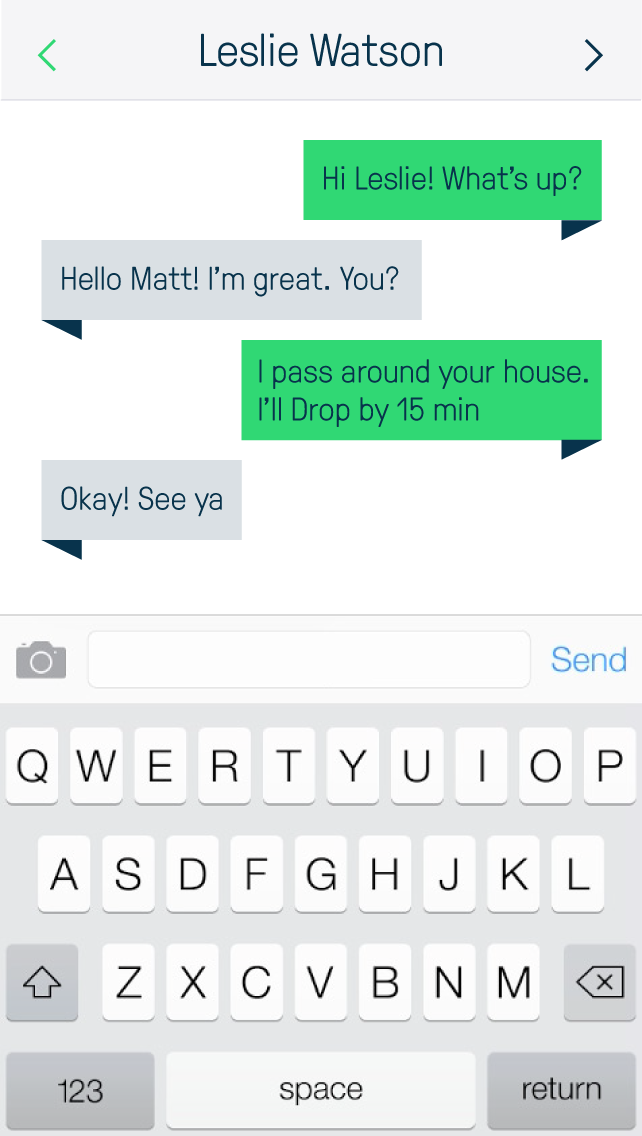 Leslie Watson
Hi Leslie! What's up?
Hello Matt! I'm great. You?
I pass around your house.
I'll Drop by 15 min
Okay! See ya
Send
Q W E R T Y U I O P
A S D F G H J K L
Z X C V B N M
123 space return